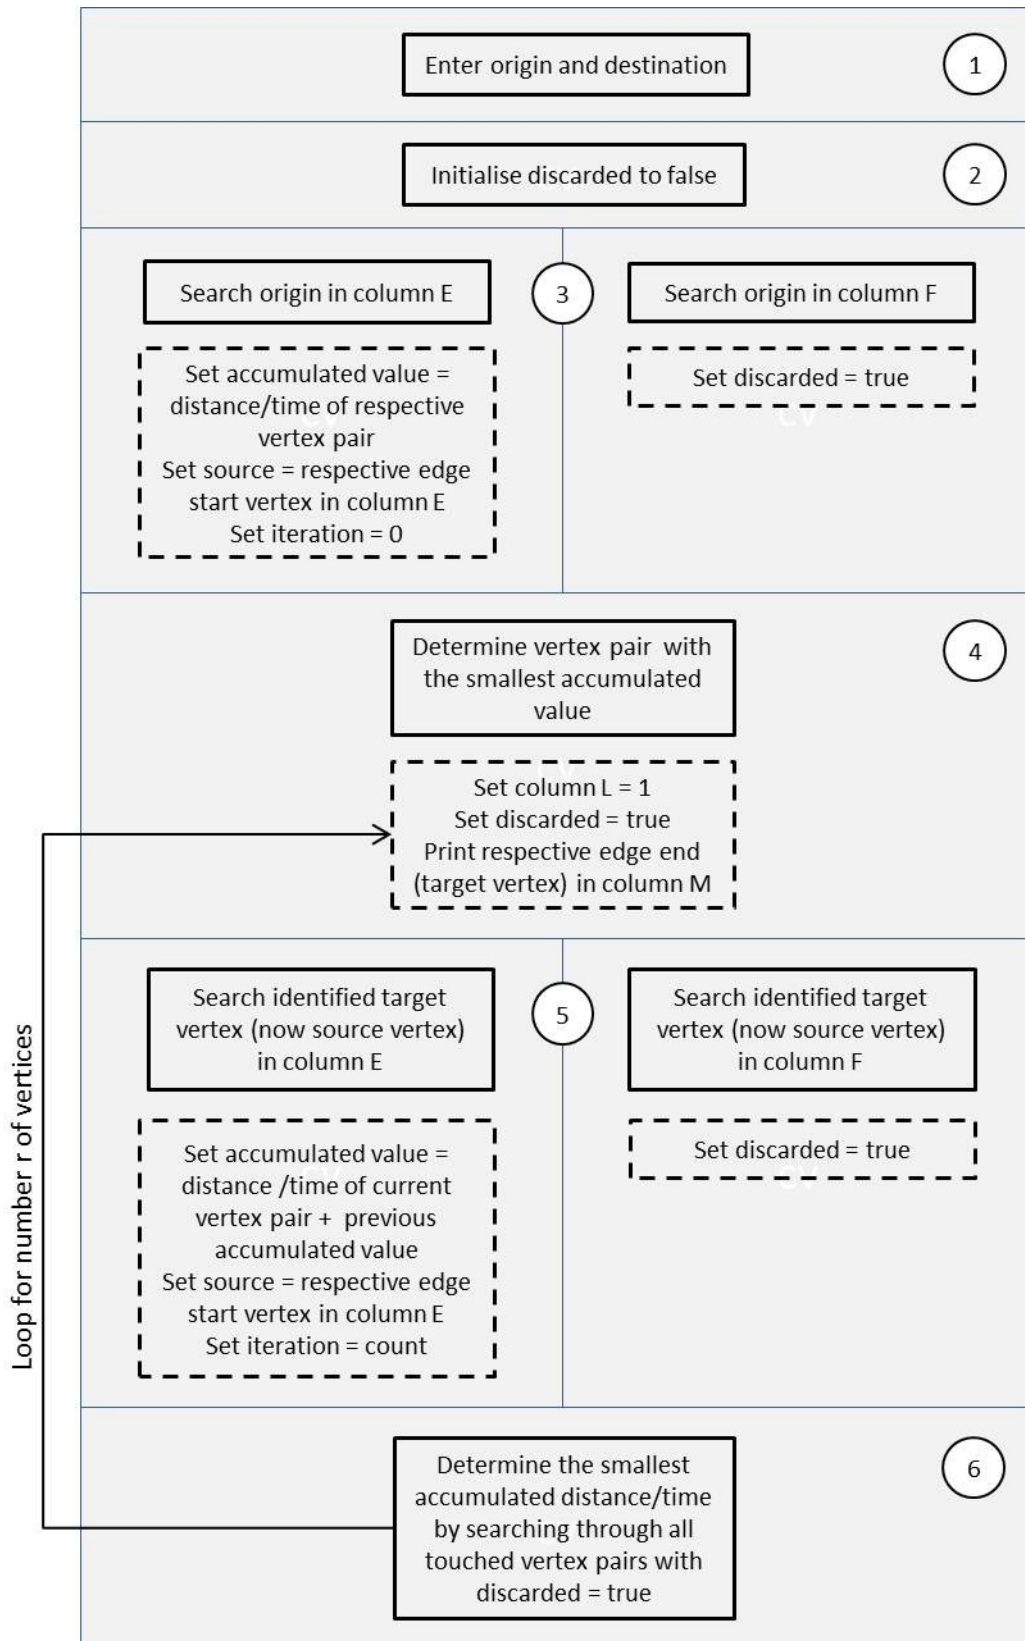 Enter origin and destination
1
Initialise discarded to false
2
Search origin in column E
3
Search origin in column F
Set accumulated value =
distance/time of respective
vertex pair
Set source = respective edge
start vertex in column E
Set iteration = 0
Set discarded = true
Determine vertex pair with
the smallest accumulated
value
4
Set column L = 1
Set discarded = true
Print respective edge end
(target vertex) in column M
Loop for number r of vertices
Search identified target
vertex (now source vertex)
in column E
5
Search identified target
vertex (now source vertex)
in column F
Set accumulated value =
distance /time of current
vertex pair + previous
accumulated value
Set source = respective edge
start vertex in column E
Set iteration = count
Set discarded = true
Determine the smallest
accumulated distance/time
by searching through all
touched vertex pairs with
discarded = true
6